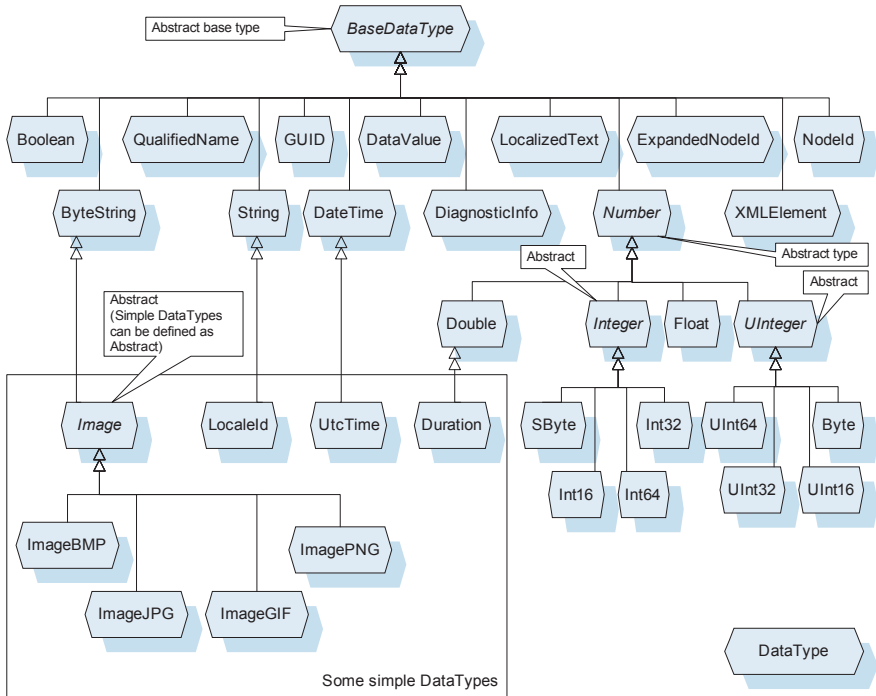 Abstract base type
BaseDataType
Boolean
QualifiedName
GUID
DataValue
LocalizedText
ExpandedNodeId
NodeId
ByteString
String
DateTime
DiagnosticInfo
Number
XMLElement
Abstract type
Abstract
Abstract
Abstract
(Simple DataTypes
can be defined as
Abstract)
Double
Integer
Float
UInteger
Image
LocaleId
UtcTime
Duration
SByte
Int32
UInt64
Byte
Int16
Int64
UInt32
UInt16
ImageBMP
ImagePNG
ImageJPG
ImageGIF
DataType
Some simple DataTypes